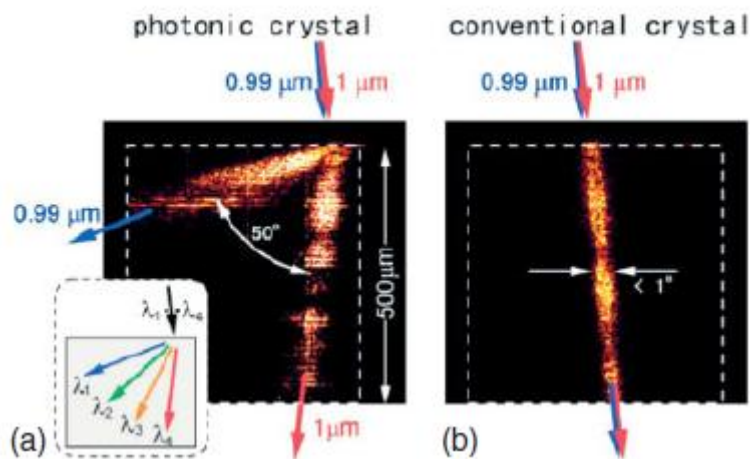 photonic crystal
conventional crystal
0.99 μm
1 μm
0.99 μm
1 μm
0.99 μm
50°
500μm
< 1°
λ₁..λ₄
λ₁
λ₂
λ₃
λ₄
1μm
(a)
(b)